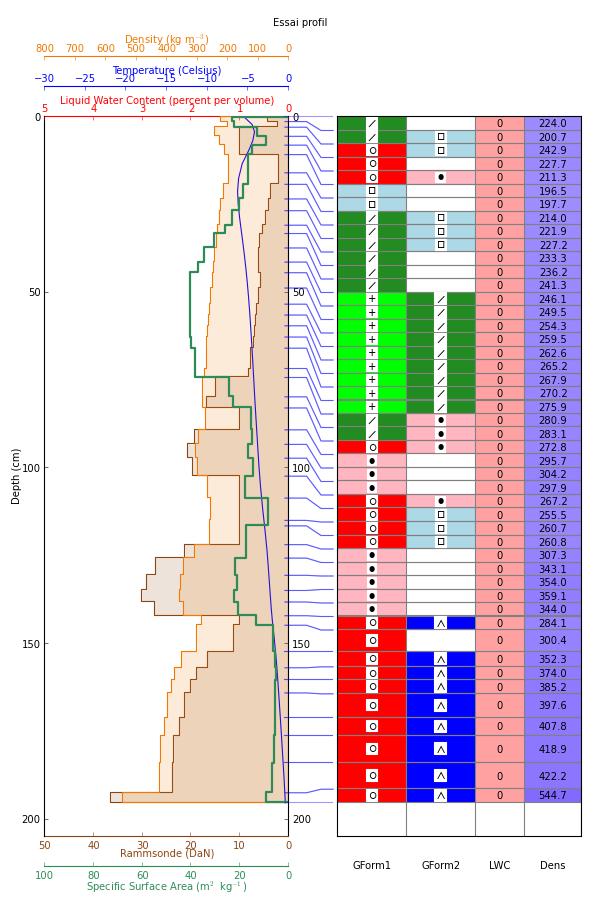 Essai profil
Density (kg m⁻³)
800 700 600 500 400 300 200 100 0
Temperature (Celsius)
−30 −25 −20 −15 −10 −5 0
Liquid Water Content (percent per volume)
5 4 3 2 1 0
0 0
0 224.0
0 200.7
0 242.9
0 227.7
0 211.3
0 196.5
0 197.7
0 214.0
0 221.9
0 227.2
0 233.3
0 236.2
0 241.3
50 50
+ 0 246.1
+ 0 249.5
+ 0 254.3
+ 0 259.5
+ 0 262.6
+ 0 265.2
+ 0 267.9
+ 0 270.2
+ 0 275.9
0 280.9
0 283.1
0 272.8
0 295.7
100 100
0 304.2
0 297.9
0 267.2
0 255.5
0 260.7
0 260.8
0 307.3
0 343.1
0 354.0
0 359.1
0 344.0
0 284.1
150 150
0 300.4
0 352.3
0 374.0
0 385.2
0 397.6
0 407.8
0 418.9
0 422.2
0 544.7
200 200
Depth (cm)
50 40 30 20 10 0
Rammsonde (DaN)
100 80 60 40 20 0
Specific Surface Area (m² kg⁻¹)
GForm1 GForm2 LWC Dens